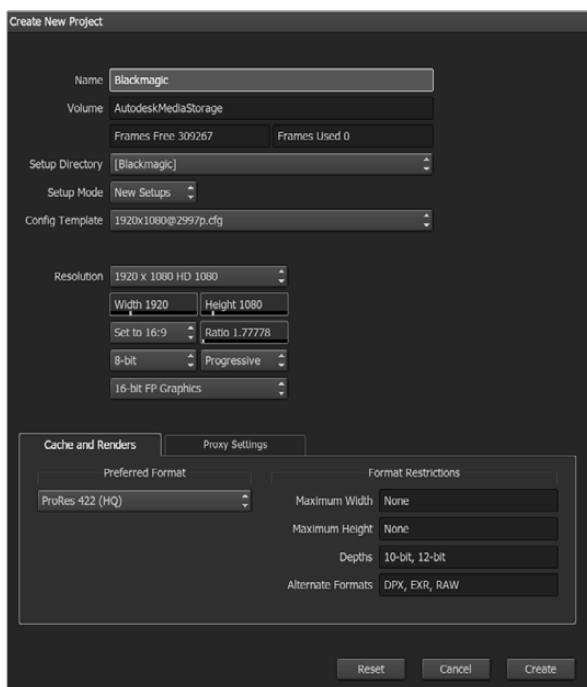 Create New Project
Name Blackmagic
Volume AutodeskMediaStorage
Frames Free 309267 Frames Used 0
Setup Directory [Blackmagic]
Setup Mode New Setups
Config Template 1920x1080@2997p.cfg
Resolution 1920 x 1080 HD 1080
Width 1920 Height 1080
Set to 16:9 Ratio 1.77778
8-bit Progressive
16-bit FP Graphics
Cache and Renders Proxy Settings
Preferred Format Format Restrictions
ProRes 422 (HQ) Maximum Width None
Maximum Height None
Depths 10-bit, 12-bit
Alternate Formats DPX, EXR, RAW
Reset Cancel Create